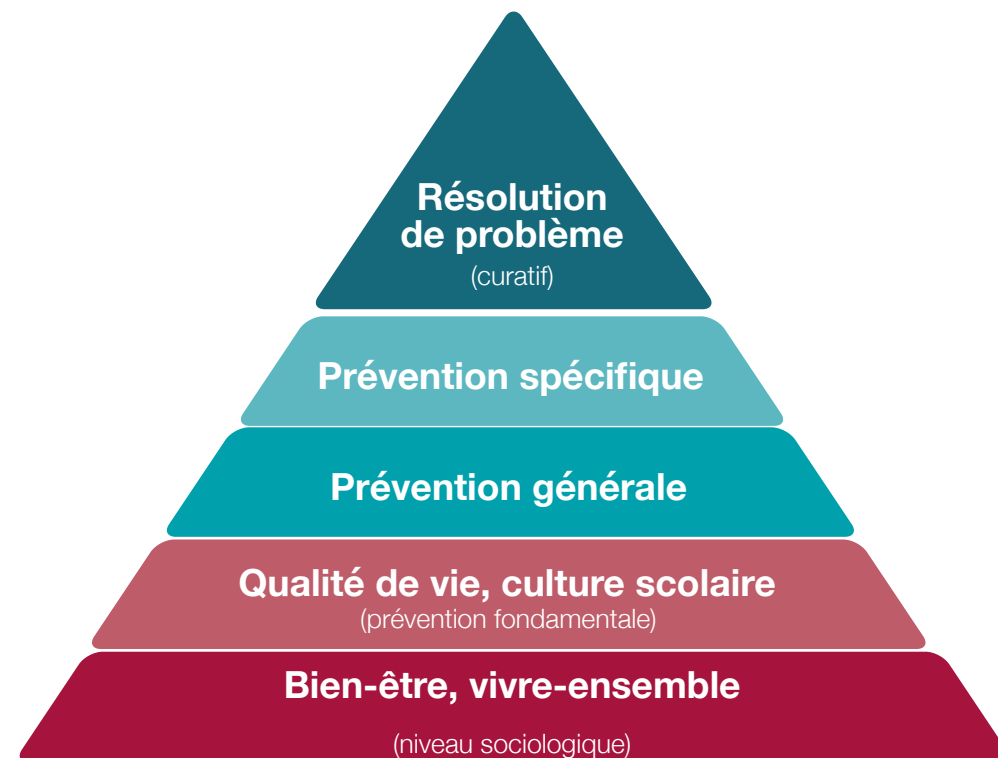 Résolution
de problème
(curatif)
Prévention spécifique
Prévention générale
Qualité de vie, culture scolaire
(prévention fondamentale)
Bien-être, vivre-ensemble
(niveau sociologique)